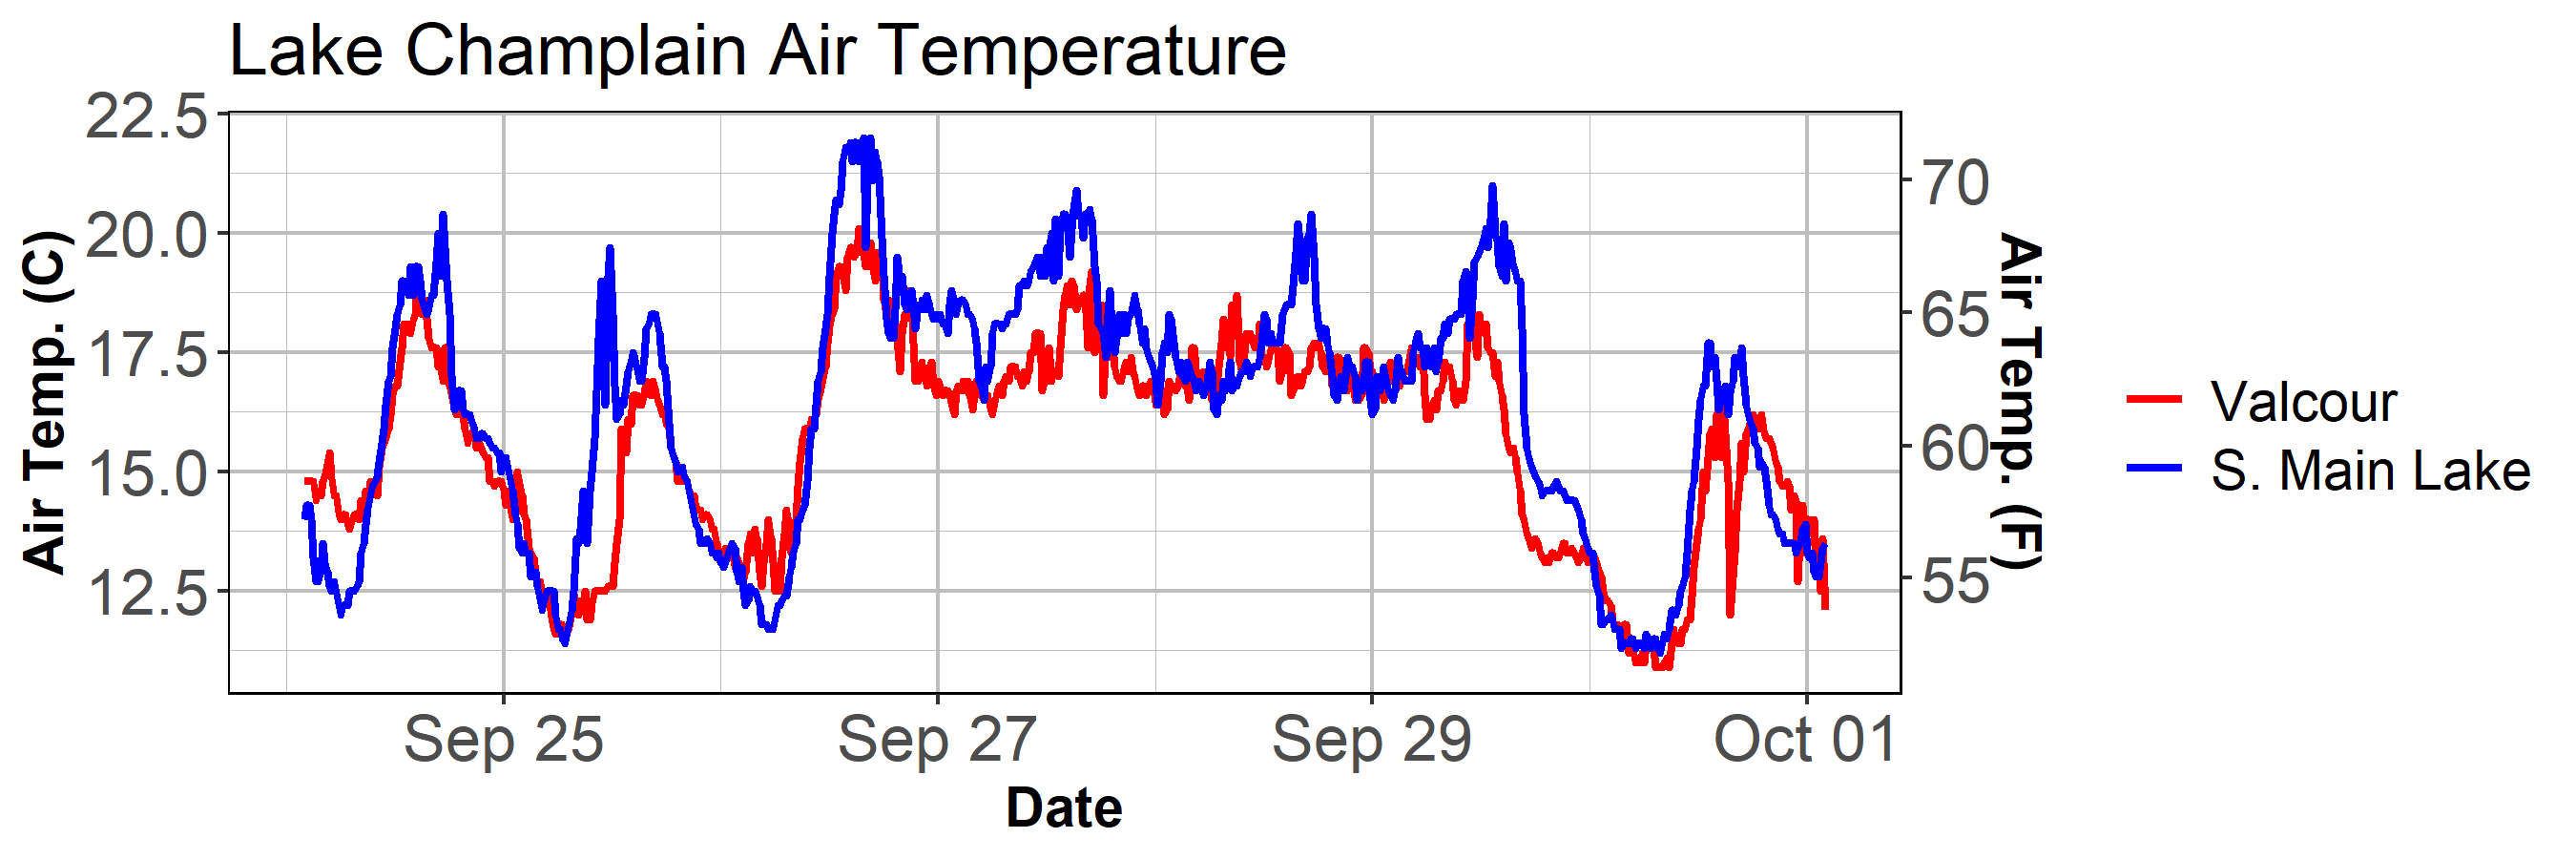 Lake Champlain Air Temperature
22.5
20.0
17.5
15.0
12.5
Air Temp. (C)
70
65
60
55
Air Temp. (F)
Sep 25
Sep 27
Sep 29
Oct 01
Date
Valcour
S. Main Lake